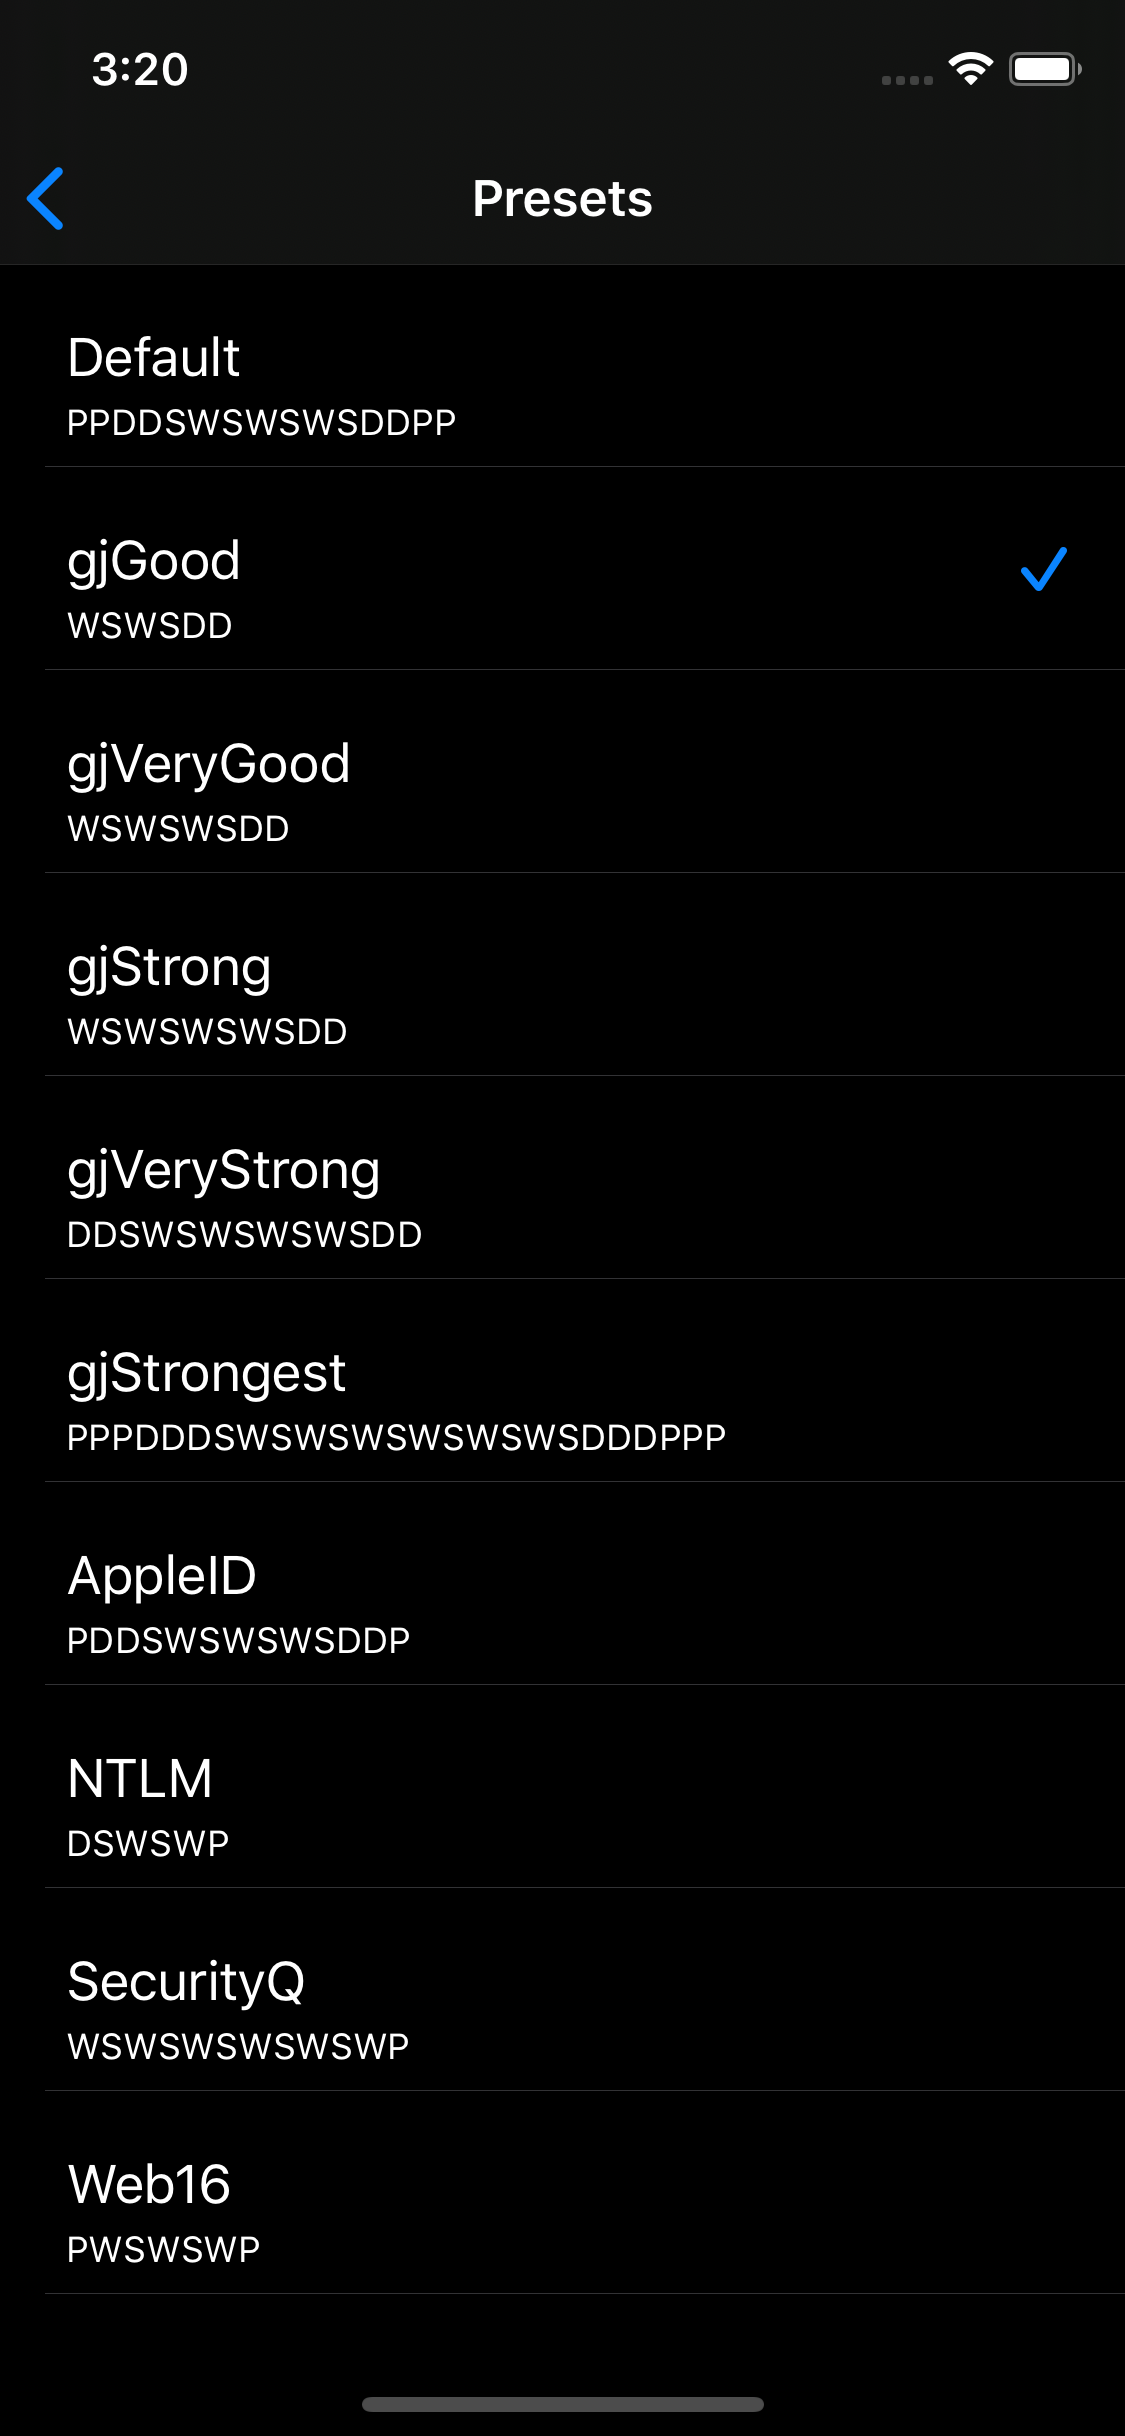 3:20
Presets
Default
PPDDSWSWSWSDDPP
gjGood
WSWSDD
gjVeryGood
WSWSWSDD
gjStrong
WSWSWSWSDD
gjVeryStrong
DDSWSWSWSWSDD
gjStrongest
PPPDDDSWSWSWSWSWSWSDDDPPP
AppleID
PDDSWSWSWSDDP
NTLM
DSWSWP
SecurityQ
WSWSWSWSWSWP
Web16
PWSWSWP